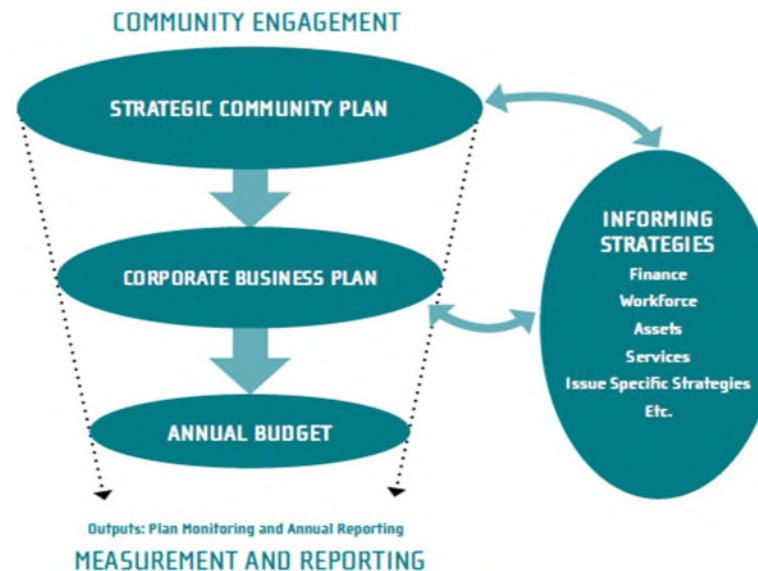 COMMUNITY ENGAGEMENT
STRATEGIC COMMUNITY PLAN
CORPORATE BUSINESS PLAN
ANNUAL BUDGET
INFORMING
STRATEGIES
Finance
Workforce
Assets
Services
Issue Specific Strategies
Etc.
Outputs: Plan Monitoring and Annual Reporting
MEASUREMENT AND REPORTING